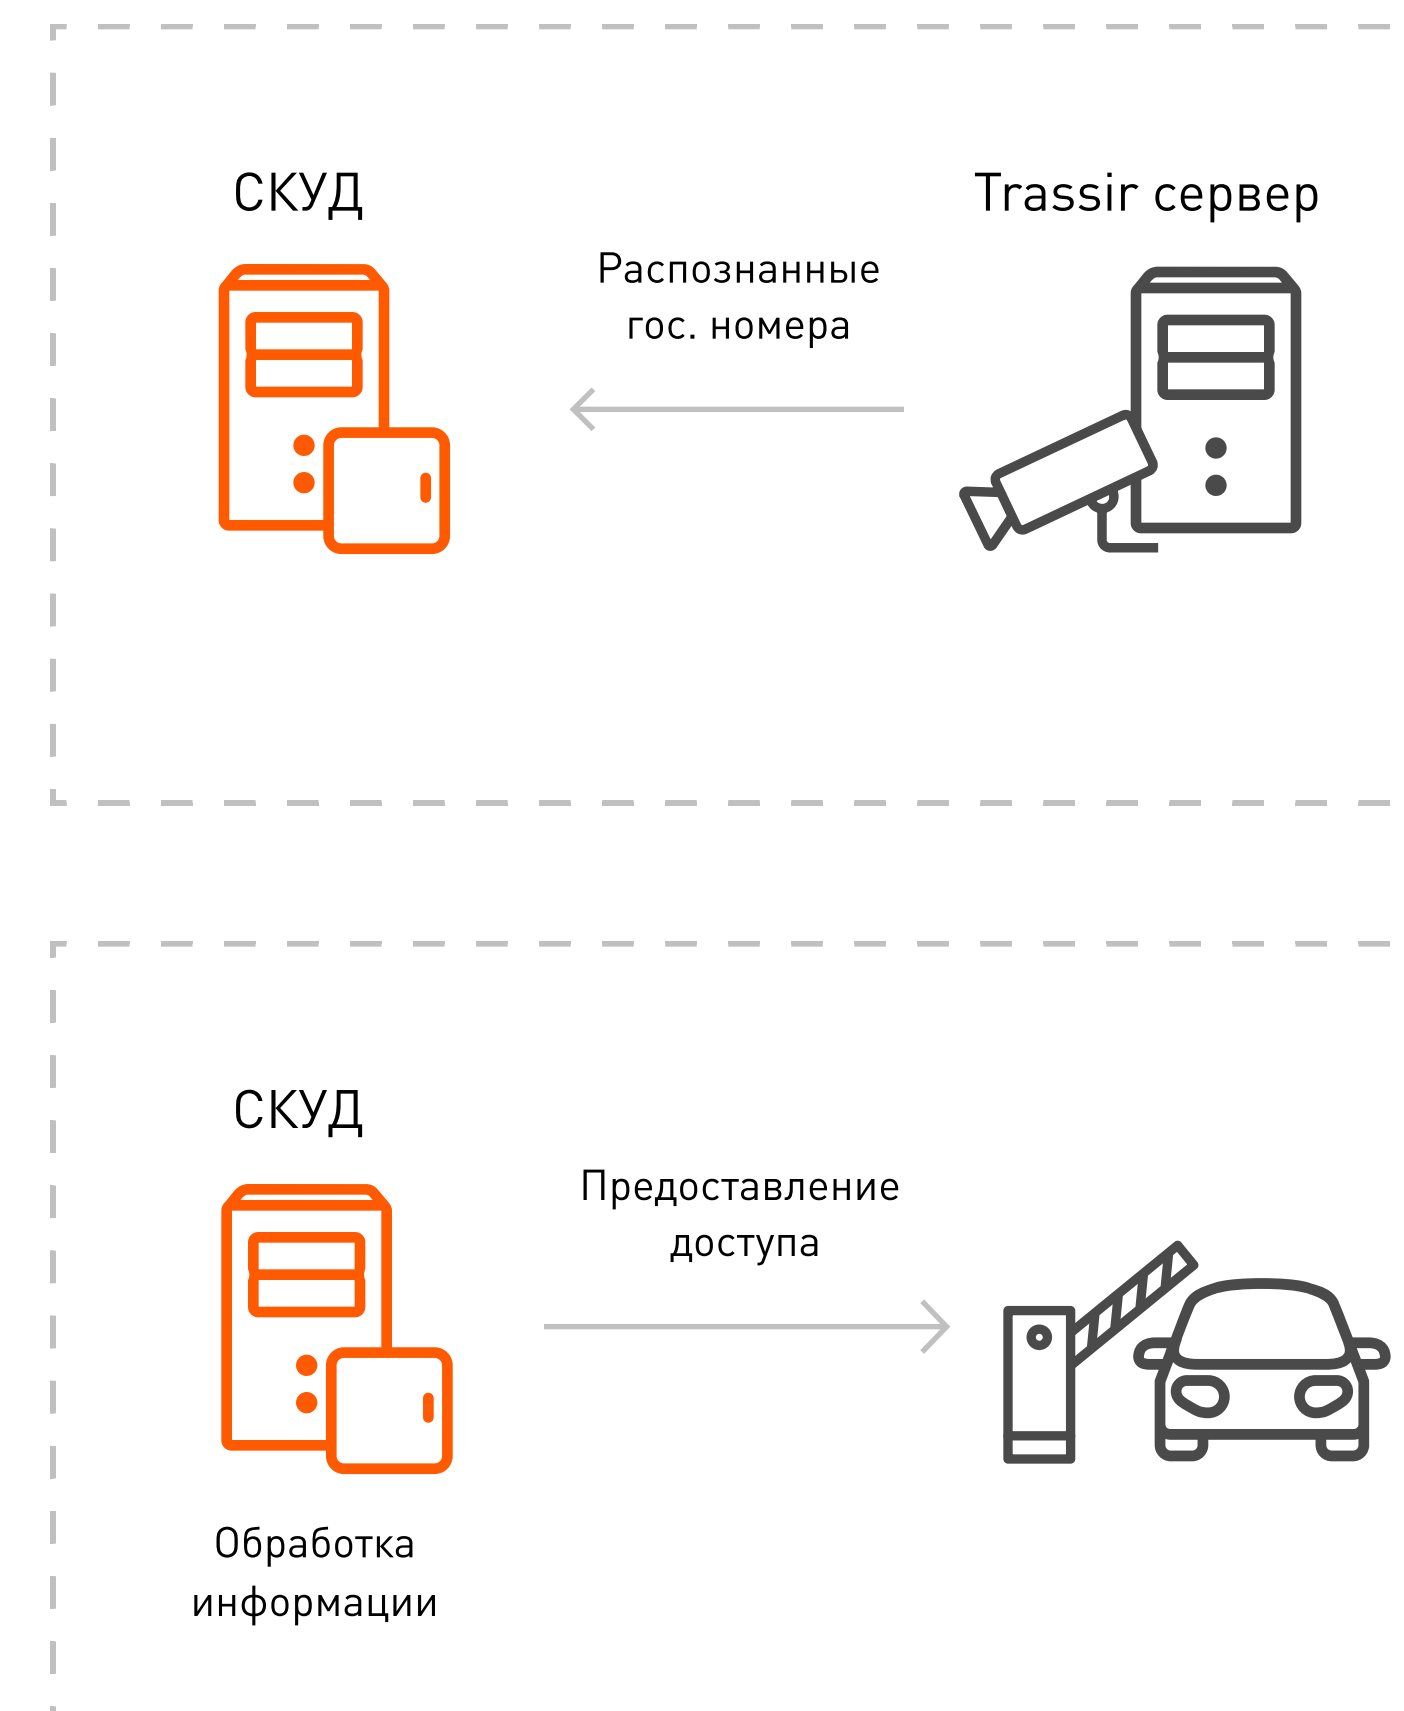 СКУД
Trassir сервер
Распознанные
гос. номера
СКУД
Предоставление
доступа
Обработка
информации